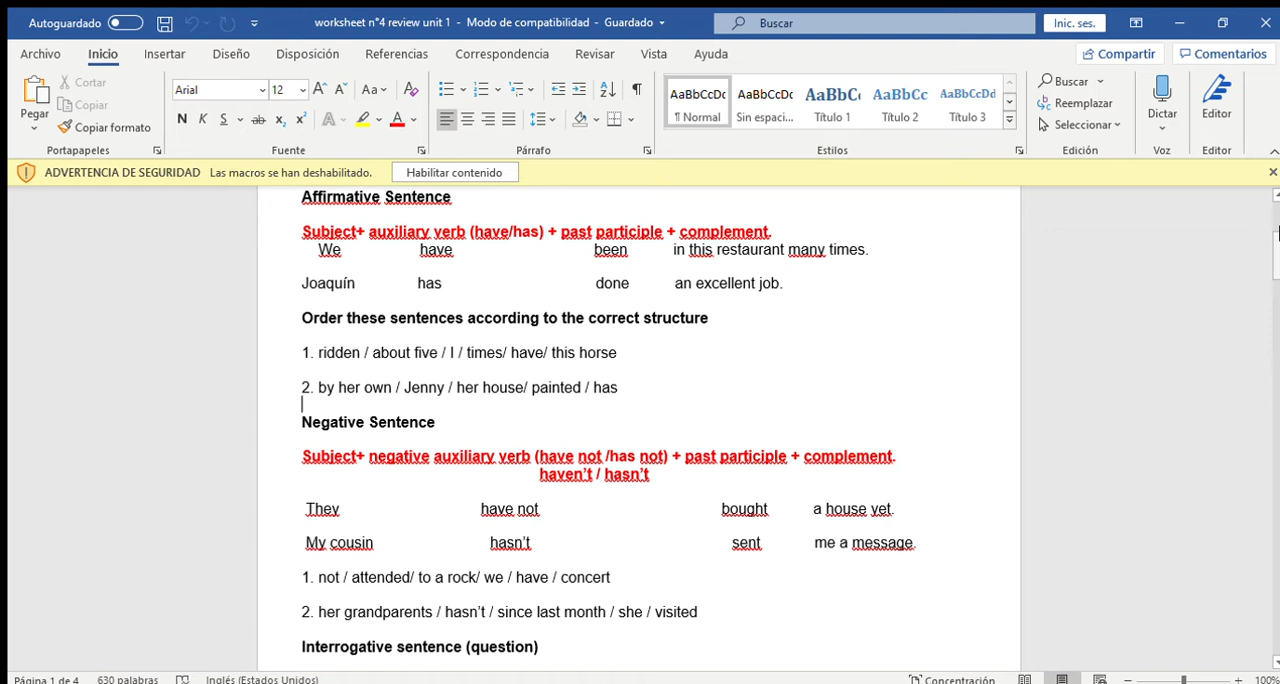 Autoguardado
worksheet n°4 review unit 1 - Modo de compatibilidad - Guardado
Buscar
Inic. ses.
Archivo Inicio Insertar Diseño Disposición Referencias Correspondencia Revisar Vista Ayuda
Compartir Comentarios
Pegar
Cortar
Copiar
Copiar formato
Portapapeles
Arial 12
Aa
N K S ab x₂ x²
A A
Fuente
Párrafo
AaBbCcDc AaBbCcDc AaBbC AaBbCc AaBbCcDd
¶ Normal Sin espaci... Título 1 Título 2 Título 3
Estilos
Buscar
Reemplazar
Seleccionar
Edición
Dictar
Voz
Editor
Editor
ADVERTENCIA DE SEGURIDAD Las macros se han deshabilitado. Habilitar contenido
Affirmative Sentence
Subject+ auxiliary verb (have/has) + past participle + complement.
We have been in this restaurant many times.
Joaquín has done an excellent job.
Order these sentences according to the correct structure
1. ridden / about five / I / times/ have/ this horse
2. by her own / Jenny / her house/ painted / has
Negative Sentence
Subject+ negative auxiliary verb (have not /has not) + past participle + complement.
haven't / hasn't
They have not bought a house yet.
My cousin hasn't sent me a message.
1. not / attended/ to a rock/ we / have / concert
2. her grandparents / hasn't / since last month / she / visited
Interrogative sentence (question)
Página 1 de 4 630 palabras Inglés (Estados Unidos) Concentración 100%